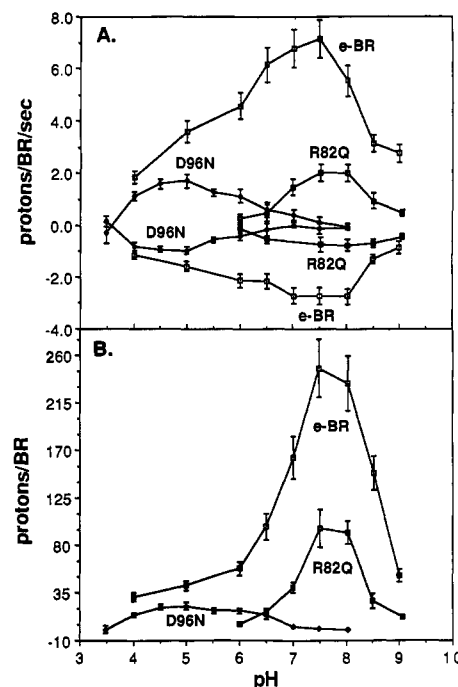 8.0
A.
e-BR
6.0
4.0
protons/BR/sec
D96N
R82Q
2.0
0.0
D96N
R82Q
-2.0
e-BR
-4.0
B.
260
215
e-BR
170
protons/BR
125
80
R82Q
35
D96N
-10
3 4 5 6 7 8 9 10
pH